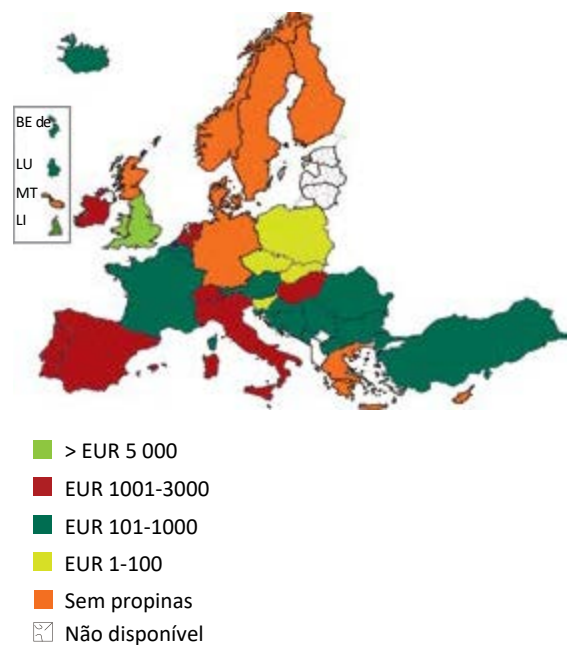 BE de
LU
MT
LI
> EUR 5 000
EUR 1001-3000
EUR 101-1000
EUR 1-100
Sem propinas
Não disponível